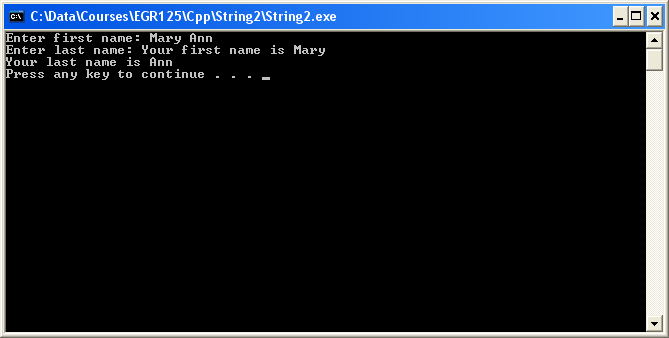 C:\Data\Courses\EGR125\Cpp\String2\String2.exe
Enter first name: Mary Ann
Enter last name: Your first name is Mary
Your last name is Ann
Press any key to continue . . . _